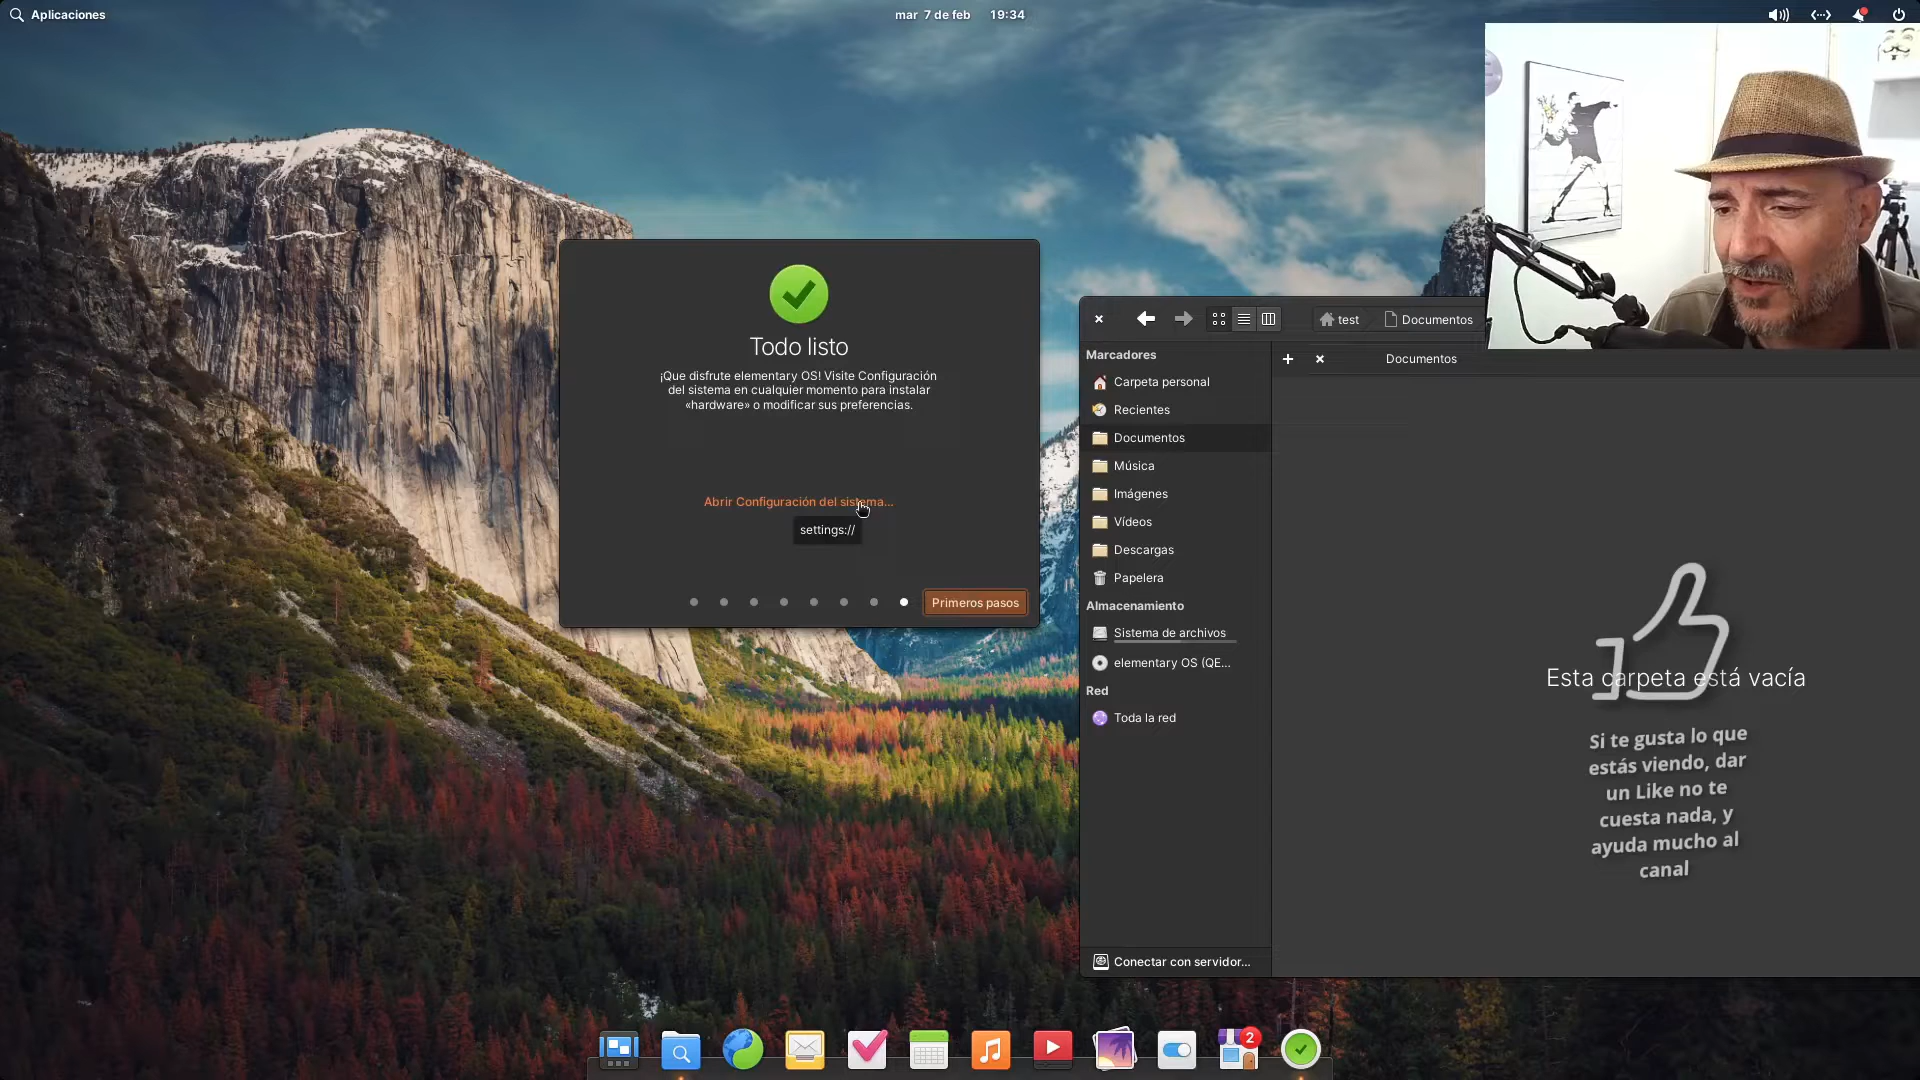 Aplicaciones
mar 7 de feb 19:34
Todo listo
¡Que disfrute elementary OS! Visite Configuración
del sistema en cualquier momento para instalar
«hardware» o modificar sus preferencias.
Abrir Configuración del sistema...
settings://
Primeros pasos
test
Documentos
Marcadores
Carpeta personal
Recientes
Documentos
Música
Imágenes
Vídeos
Descargas
Papelera
Almacenamiento
Sistema de archivos
elementary OS (QE...
Red
Toda la red
Conectar con servidor...
Documentos
Esta carpeta está vacía
Si te gusta lo que
estás viendo, dar
un Like no te
cuesta nada, y
ayuda mucho al
canal
2